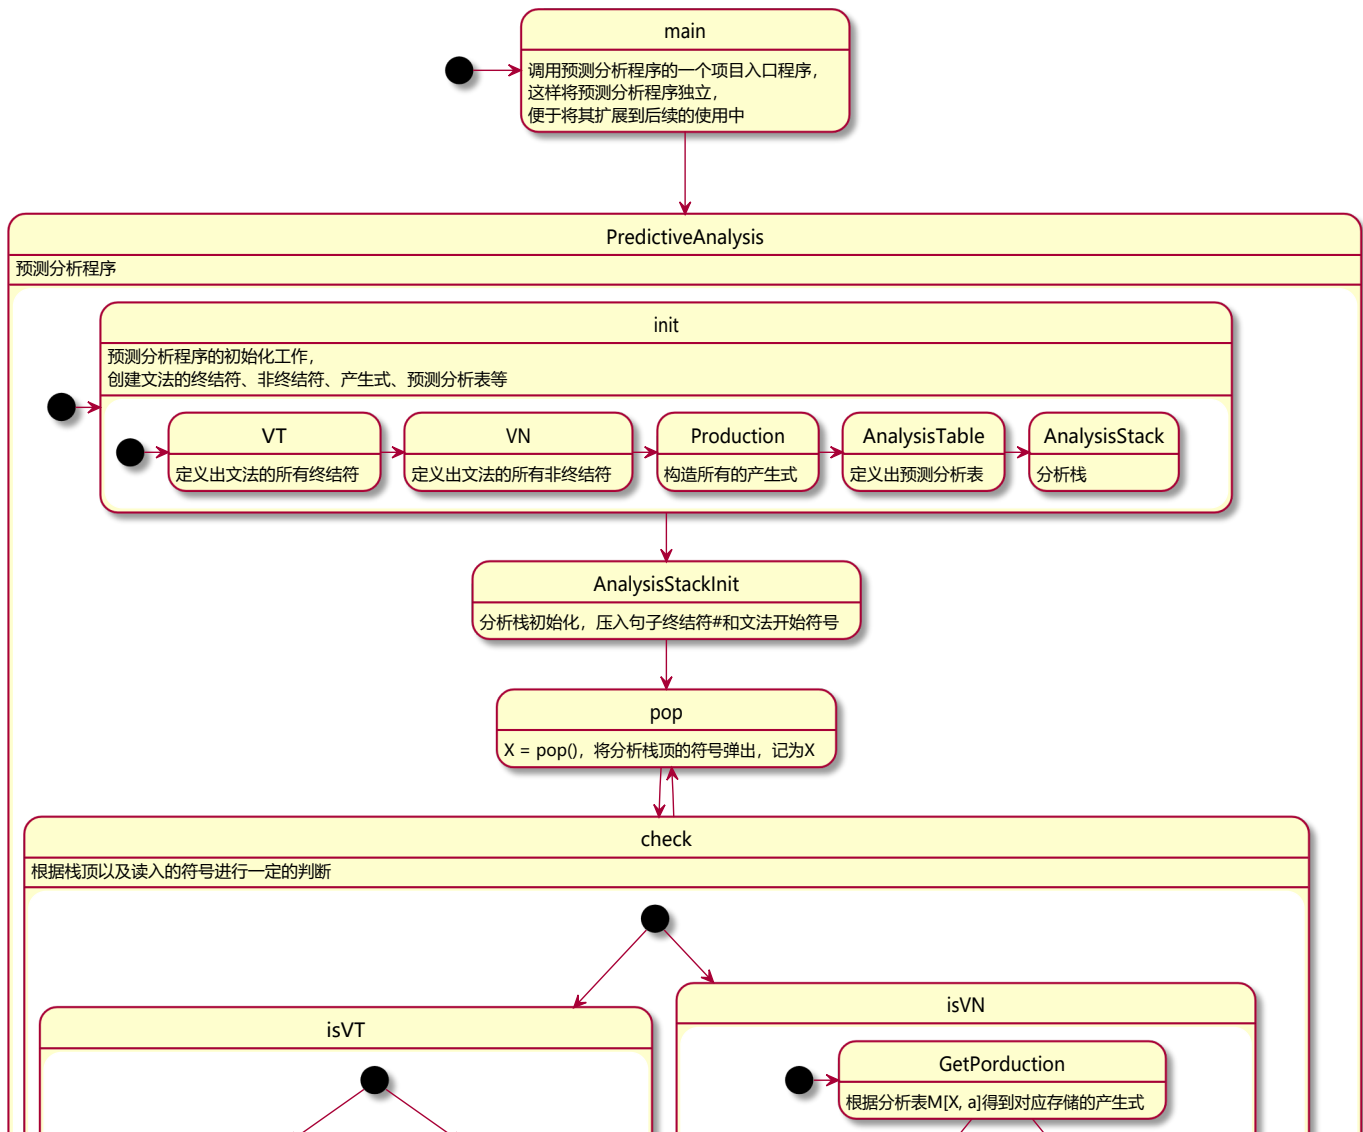 main
调用预测分析程序的一个项目入口程序，
这样将预测分析程序独立，
便于将其扩展到后续的使用中
PredictiveAnalysis
预测分析程序
init
预测分析程序的初始化工作，
创建文法的终结符、非终结符、产生式、预测分析表等
VT
定义出文法的所有终结符
VN
定义出文法的所有非终结符
Production
构造所有的产生式
AnalysisTable
定义出预测分析表
AnalysisStack
分析栈
AnalysisStackInit
分析栈初始化，压入句子终结符#和文法开始符号
pop
X = pop()，将分析栈顶的符号弹出，记为X
check
根据栈顶以及读入的符号进行一定的判断
isVT
isVN
GetPorduction
根据分析表M[X, a]得到对应存储的产生式